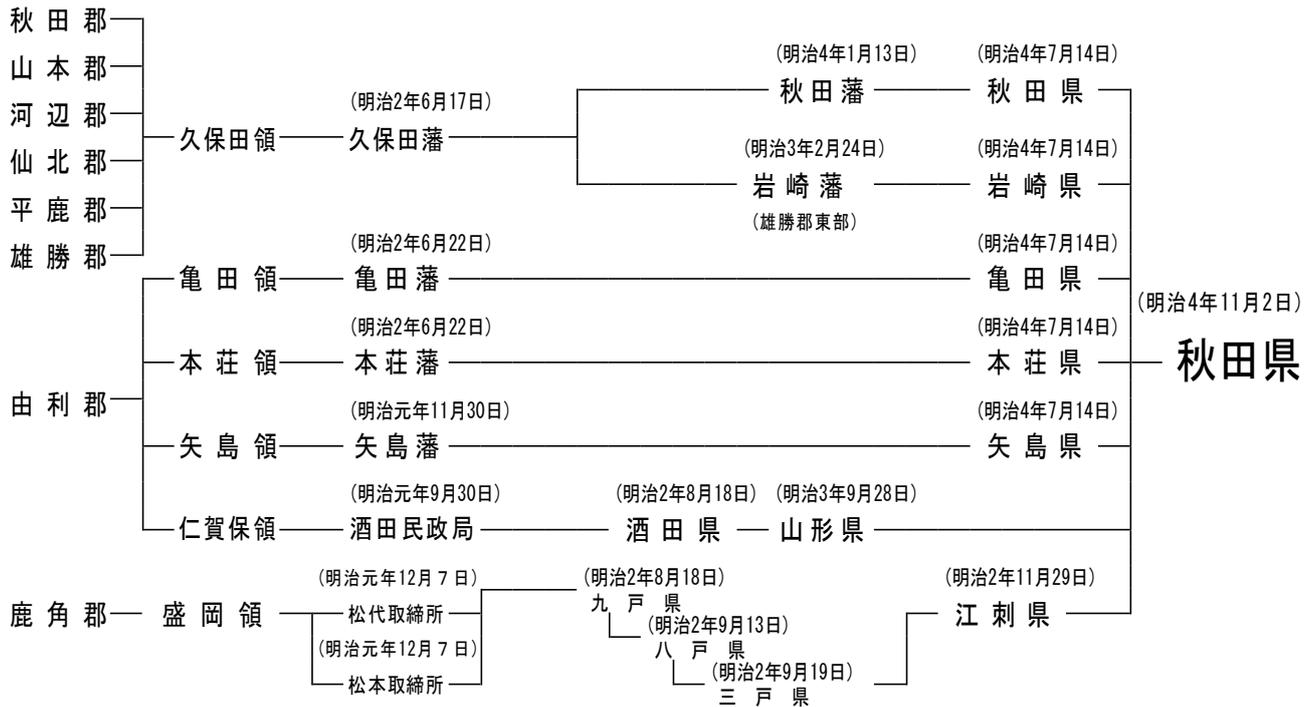 秋田郡
山本郡
河辺郡
仙北郡
平鹿郡
雄勝郡
久保田領
(明治2年6月17日)
久保田藩
(明治4年1月13日)
秋田藩
(明治4年7月14日)
秋田県
(明治3年2月24日)
岩崎藩
(雄勝郡東部)
(明治4年7月14日)
岩崎県
由利郡
亀田領
(明治2年6月22日)
亀田藩
(明治4年7月14日)
亀田県
本荘領
(明治2年6月22日)
本荘藩
(明治4年7月14日)
本荘県
矢島領
(明治元年11月30日)
矢島藩
(明治4年7月14日)
矢島県
仁賀保領
(明治元年9月30日)
酒田民政局
(明治2年8月18日)
酒田県
(明治3年9月28日)
山形県
鹿角郡
盛岡領
(明治元年12月7日)
松代取締所
(明治元年12月7日)
松本取締所
(明治2年8月18日)
九戸県
(明治2年9月13日)
八戸県
(明治2年9月19日)
三戸県
(明治2年11月29日)
江刺県
(明治4年11月2日)
秋田県